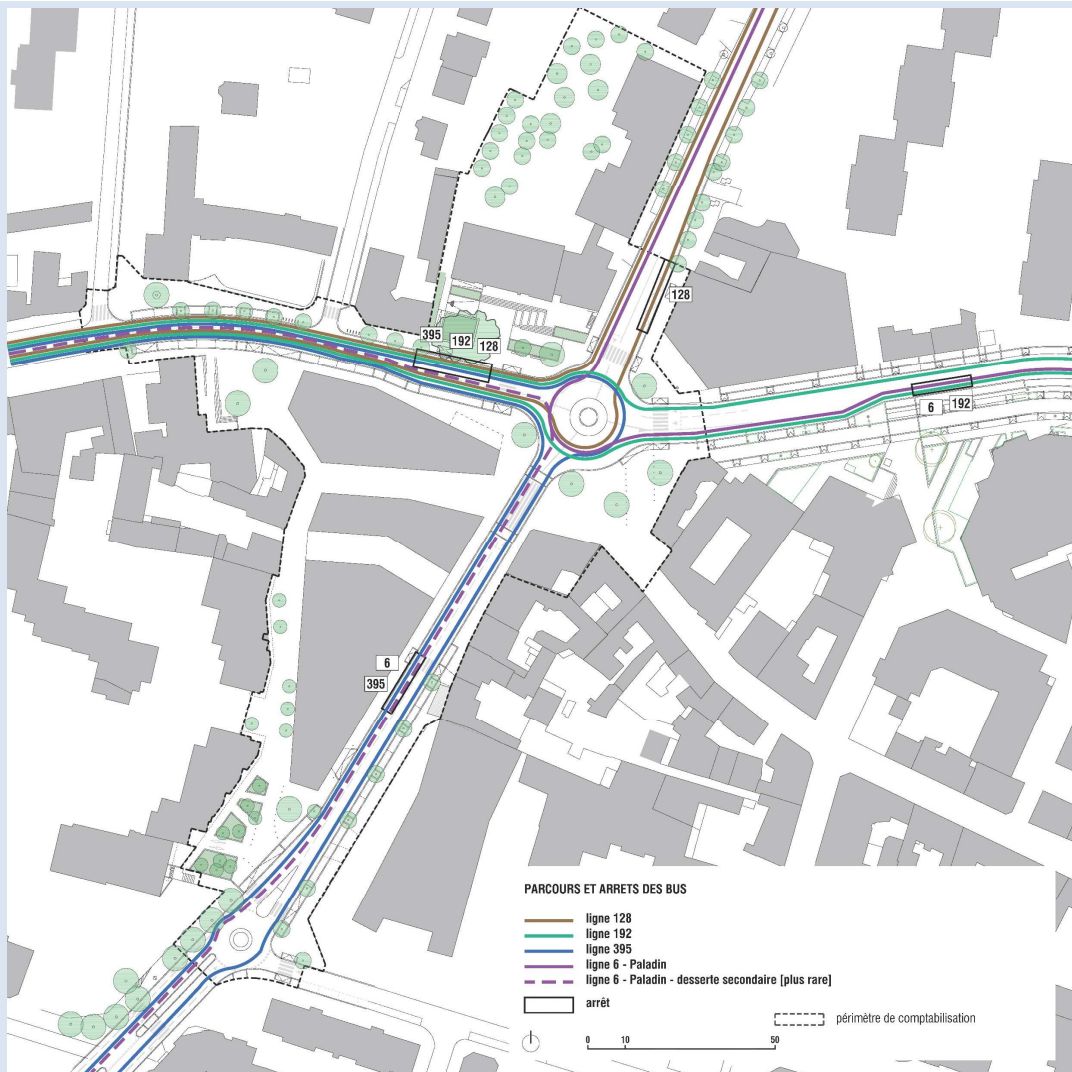 128
395
192
128
6
192
6
395
PARCOURS ET ARRETS DES BUS
ligne 128
ligne 192
ligne 395
ligne 6 - Paladin
ligne 6 - Paladin - desserte secondaire [plus rare]
arrêt
périmètre de comptabilisation
0 10 50